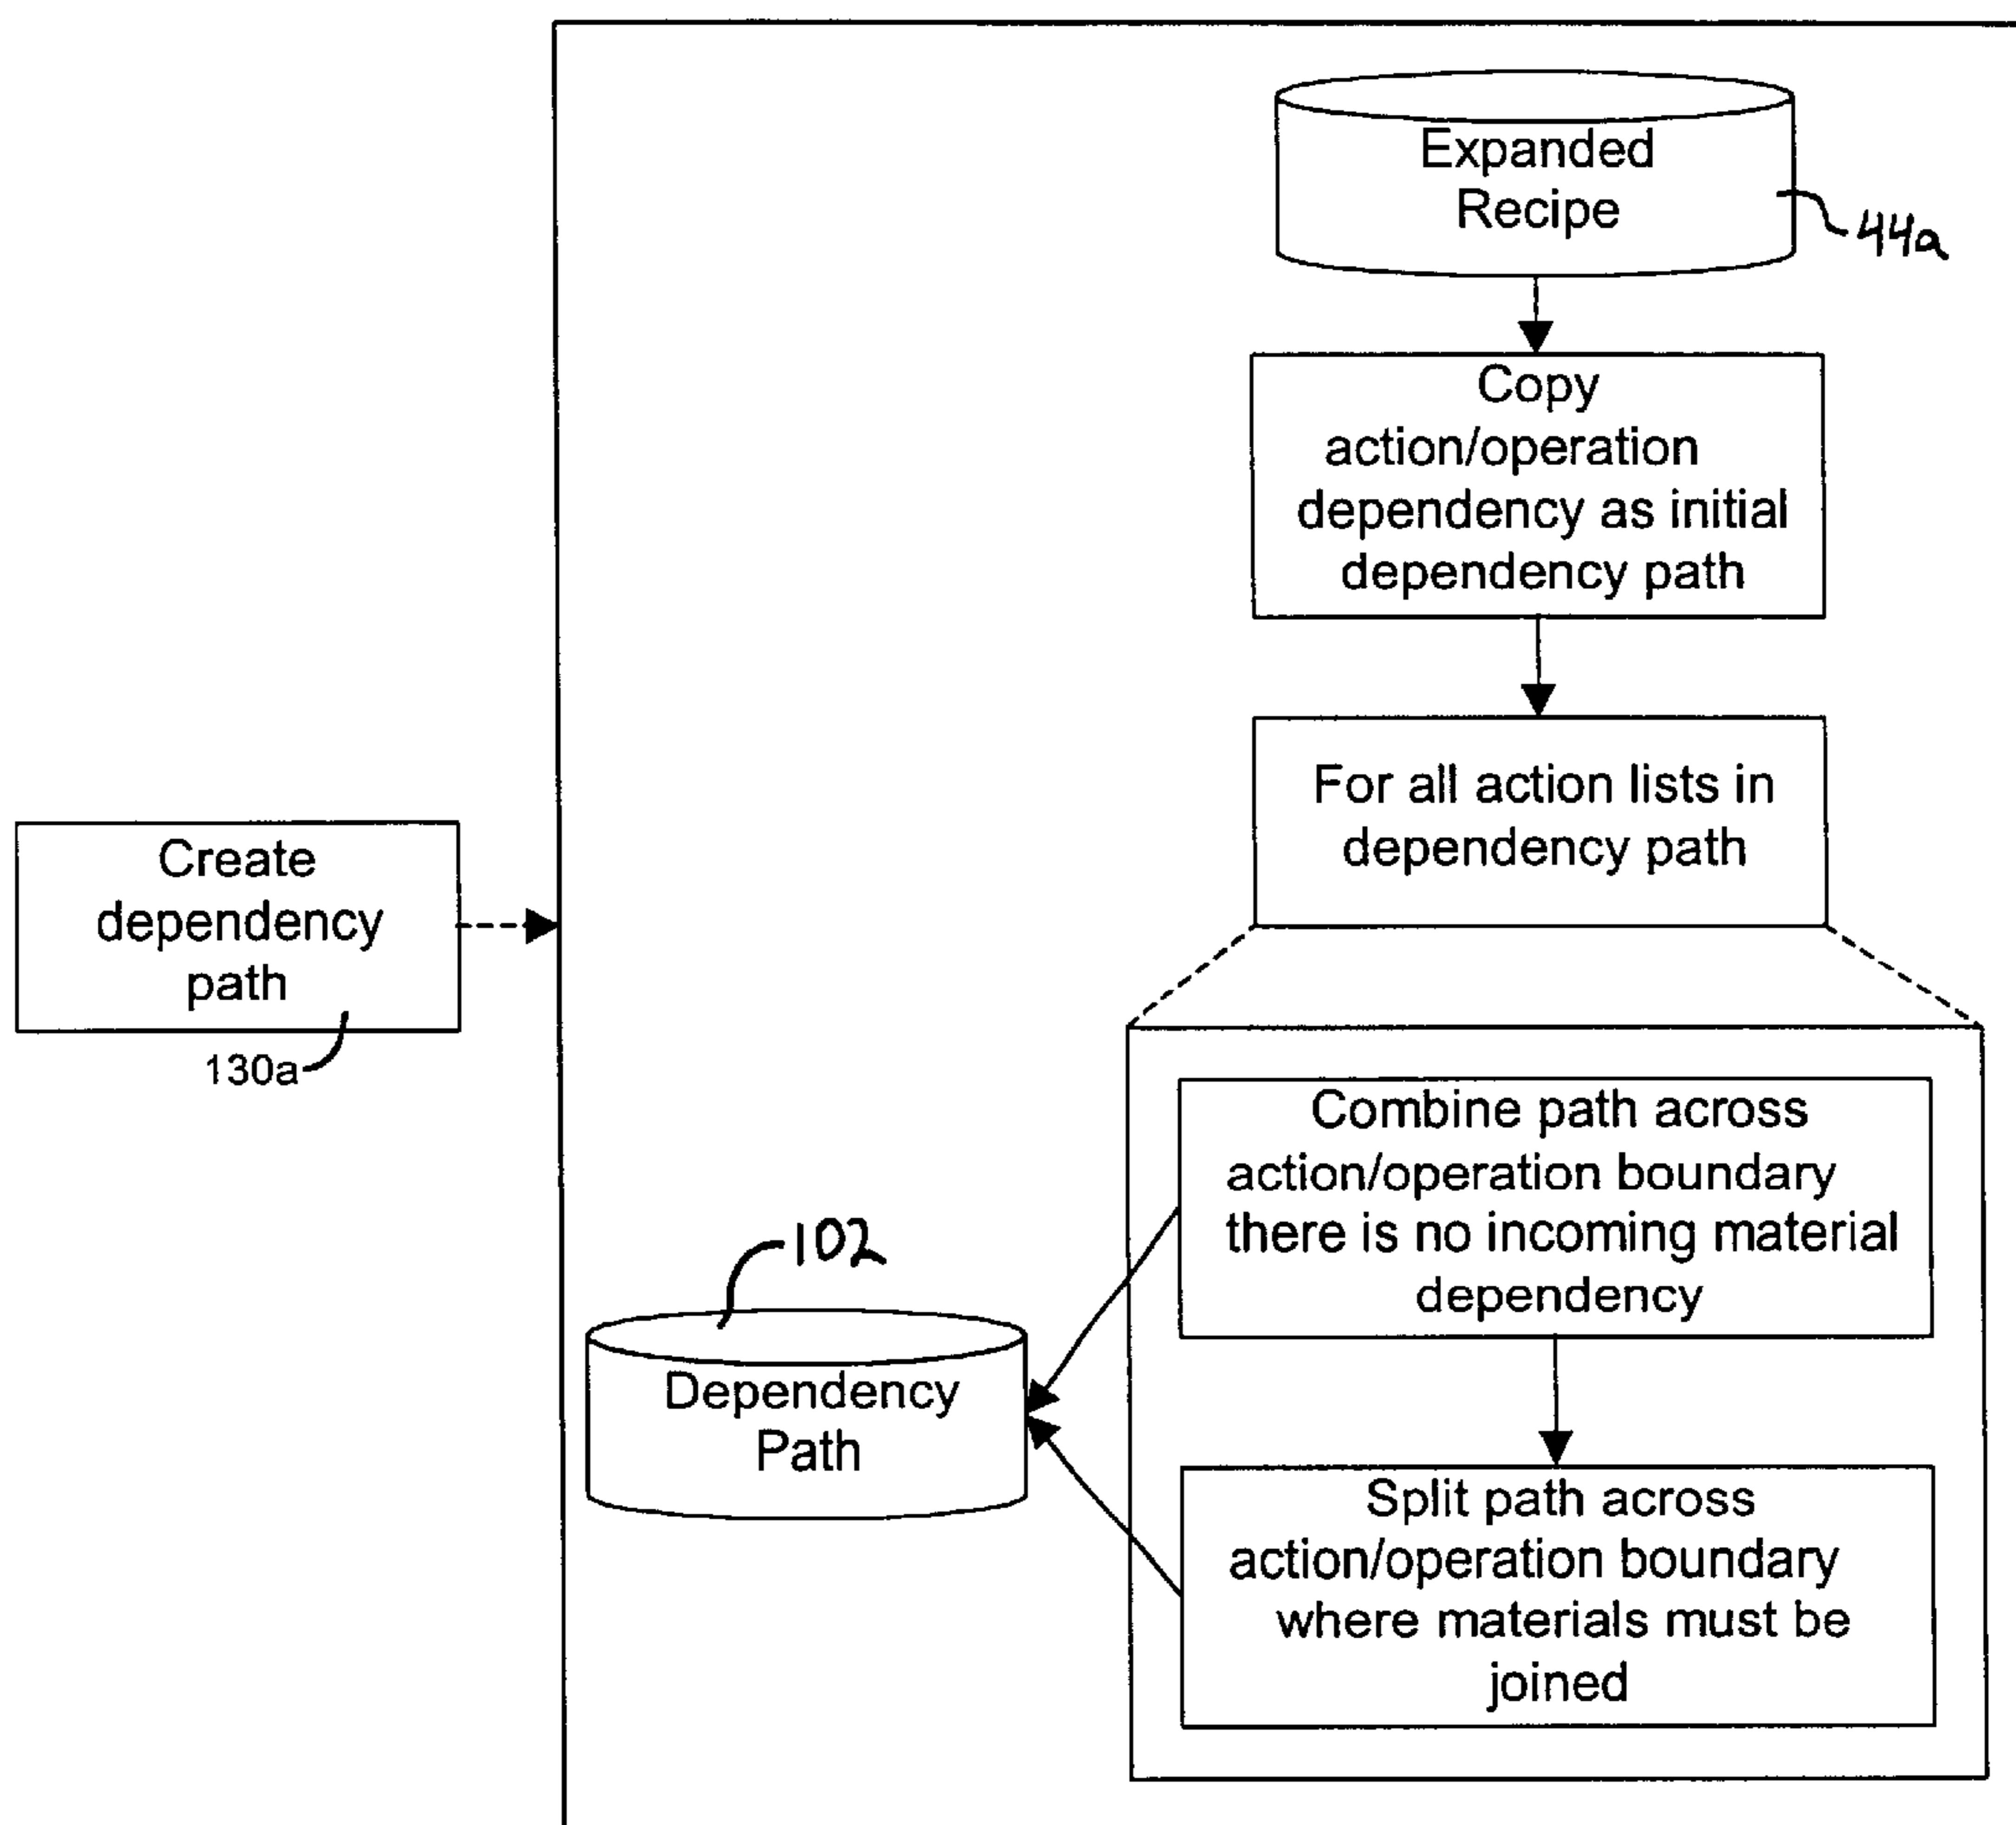 Expanded
Recipe
44a
Copy
action/operation
dependency as initial
dependency path
For all action lists in
dependency path
Create
dependency
path
130a
Combine path across
action/operation boundary
there is no incoming material
dependency
102
Dependency
Path
Split path across
action/operation boundary
where materials must be
joined